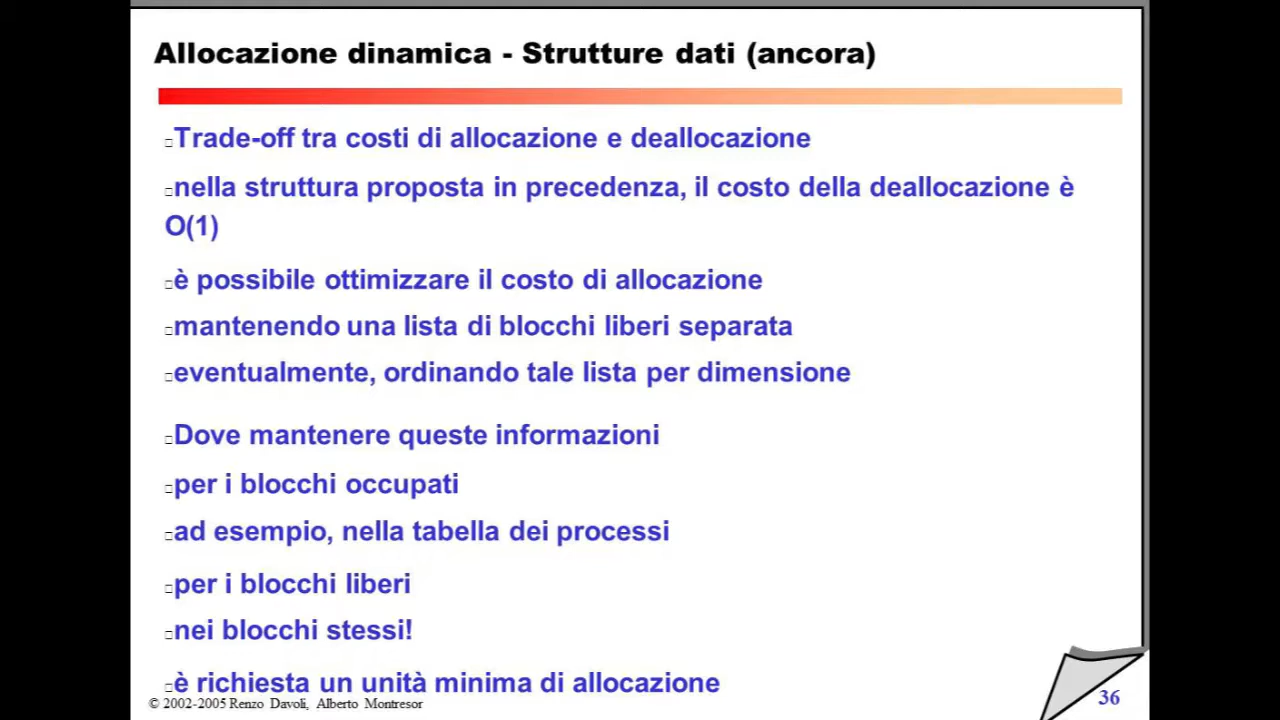 Allocazione dinamica - Strutture dati (ancora)
Trade-off tra costi di allocazione e deallocazione
nella struttura proposta in precedenza, il costo della deallocazione è
O(1)
è possibile ottimizzare il costo di allocazione
mantenendo una lista di blocchi liberi separata
eventualmente, ordinando tale lista per dimensione
Dove mantenere queste informazioni
per i blocchi occupati
ad esempio, nella tabella dei processi
per i blocchi liberi
nei blocchi stessi!
è richiesta un unità minima di allocazione
© 2002-2005 Renzo Davoli, Alberto Montresor
36